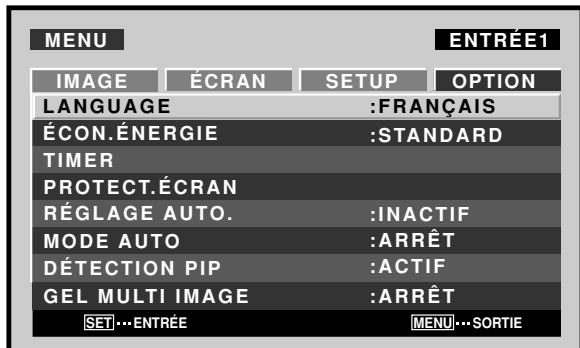 MENU ENTRÉE1
IMAGE ÉCRAN SETUP OPTION
LANGUAGE :FRANÇAIS
ÉCON.ÉNERGIE :STANDARD
TIMER
PROTECT.ÉCRAN
RÉGLAGE AUTO. :INACTIF
MODE AUTO :ARRÊT
DÉTECTION PIP :ACTIF
GEL MULTI IMAGE :ARRÊT
SET···ENTRÉE MENU···SORTIE